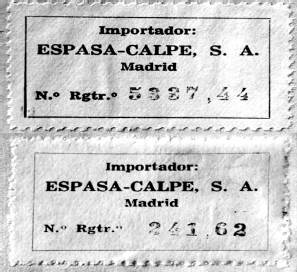 Importador:
ESPASA-CALPE, S. A.
Madrid
N.º Rgtr.º 5337,44
Importador:
ESPASA-CALPE, S. A.
Madrid
N.º Rgtr.º 241,62